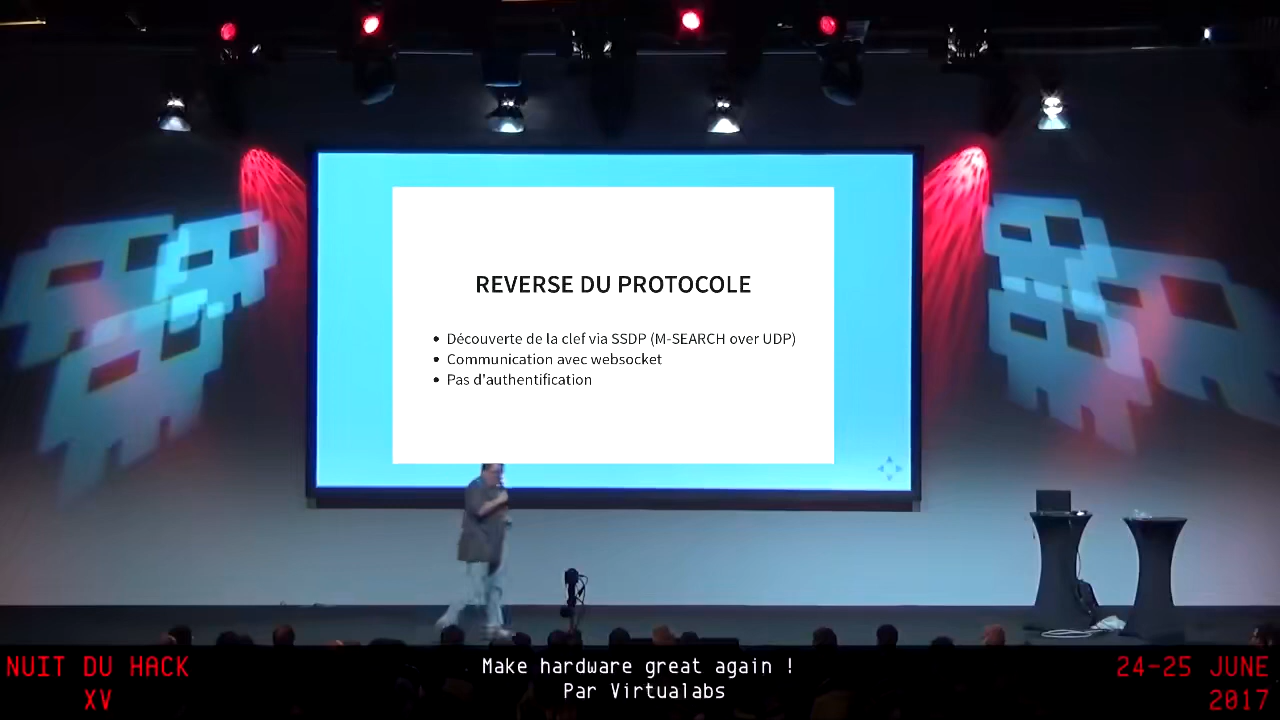 REVERSE DU PROTOCOLE
Découverte de la clef via SSDP (M-SEARCH over UDP)
Communication avec websocket
Pas d'authentification
NUIT DU HACK
XV
Make hardware great again !
Par Virtualabs
24-25 JUNE
2017